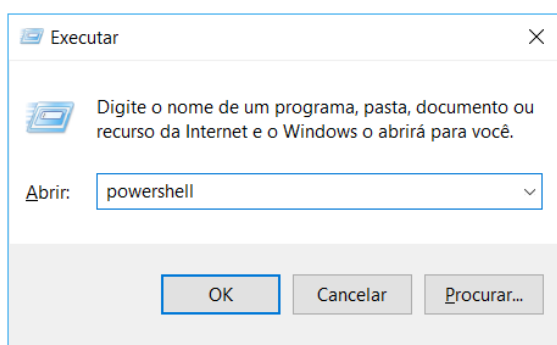 Executar
Digite o nome de um programa, pasta, documento ou
recurso da Internet e o Windows o abrirá para você.
Abrir: powershell
OK Cancelar Procurar...